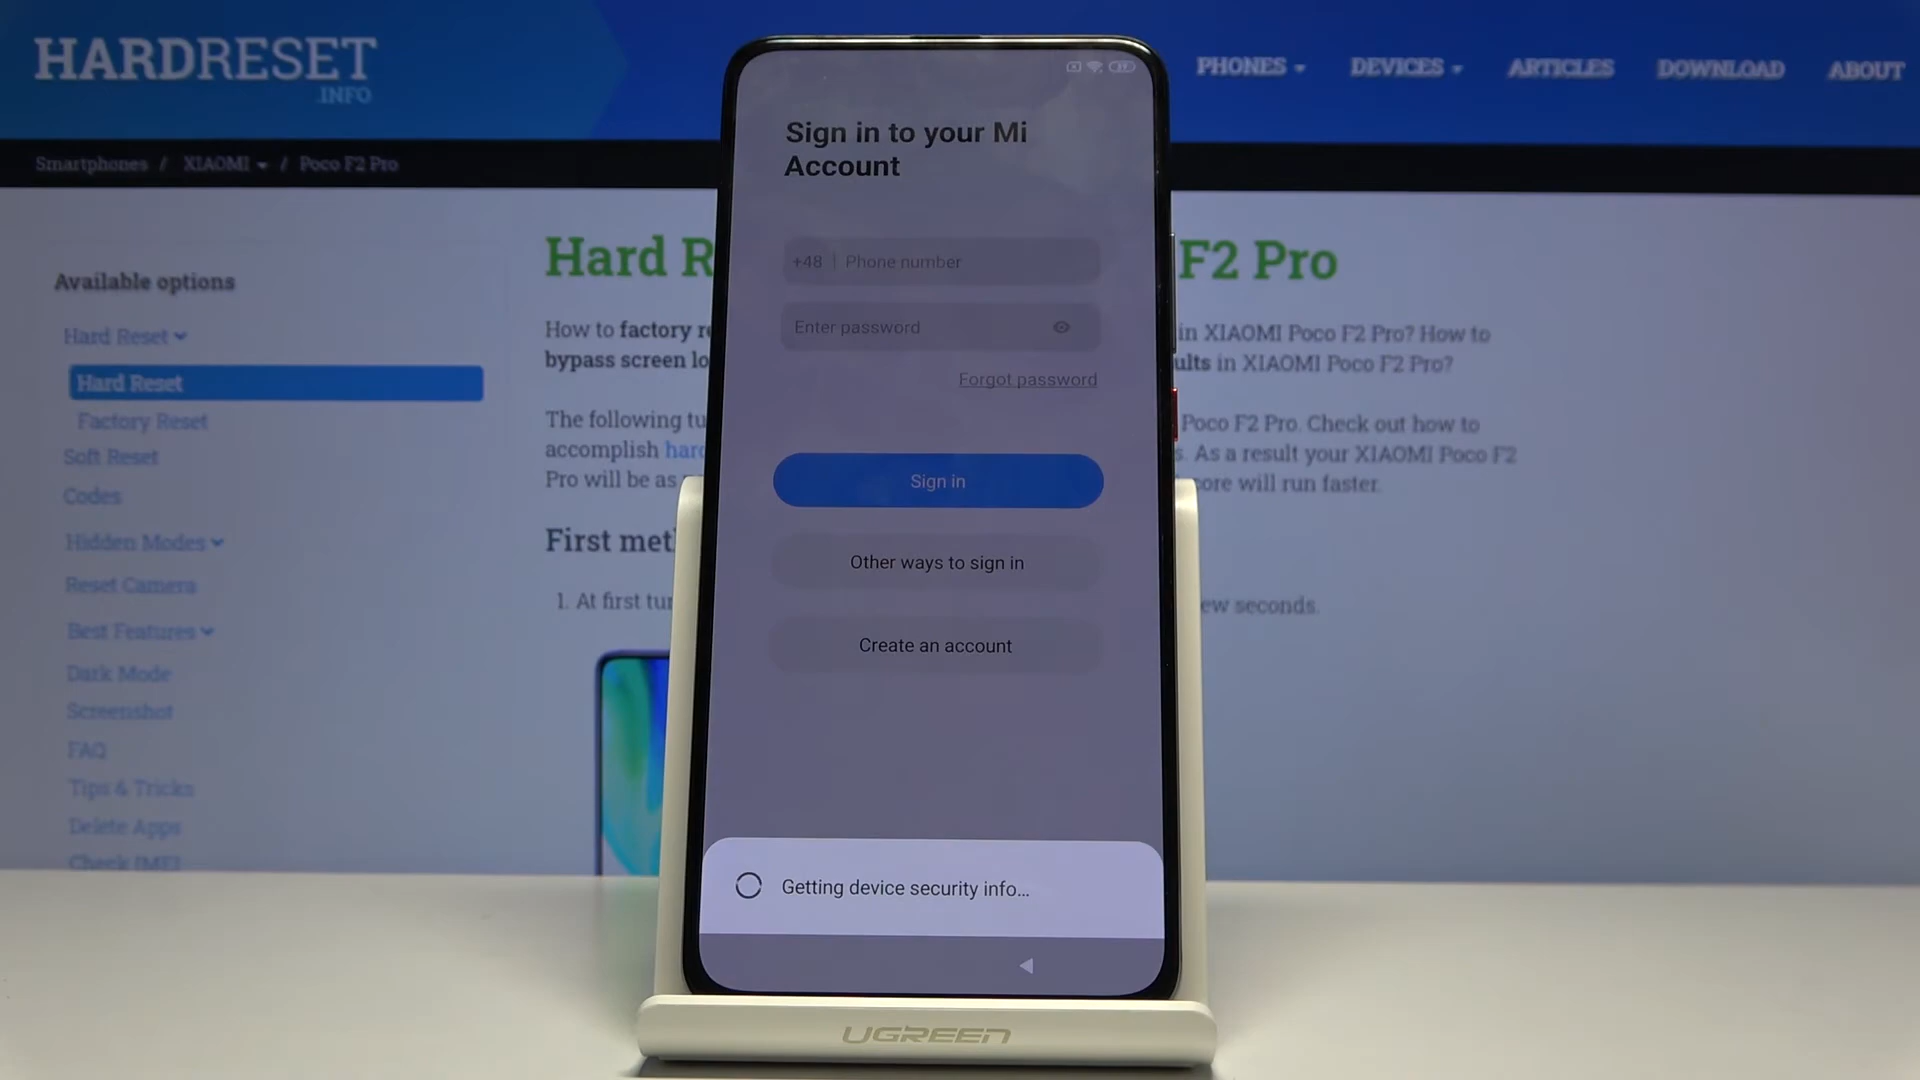 HARDRESET
.INFO
PHONES
DEVICES
ARTICLES
DOWNLOAD
ABOUT
Smartphones / XIAOMI / Poco F2 Pro
Available options
Hard Reset
Hard Reset
Factory Reset
Soft Reset
Codes
Hidden Modes
Reset Camera
Best Features
Dark Mode
Screenshot
FAQ
Tips & Tricks
Delete Apps
Check IMEI
Hard R
F2 Pro
How to factory re
in XIAOMI Poco F2 Pro? How to
bypass screen lo
ults in XIAOMI Poco F2 Pro?
The following tu
Poco F2 Pro. Check out how to
accomplish hard
s. As a result your XIAOMI Poco F2
Pro will be as
core will run faster.
First met
1. At first tur
ew seconds.
Sign in to your Mi
Account
+48 | Phone number
Enter password
Forgot password
Sign in
Other ways to sign in
Create an account
Getting device security info...
UGREEN